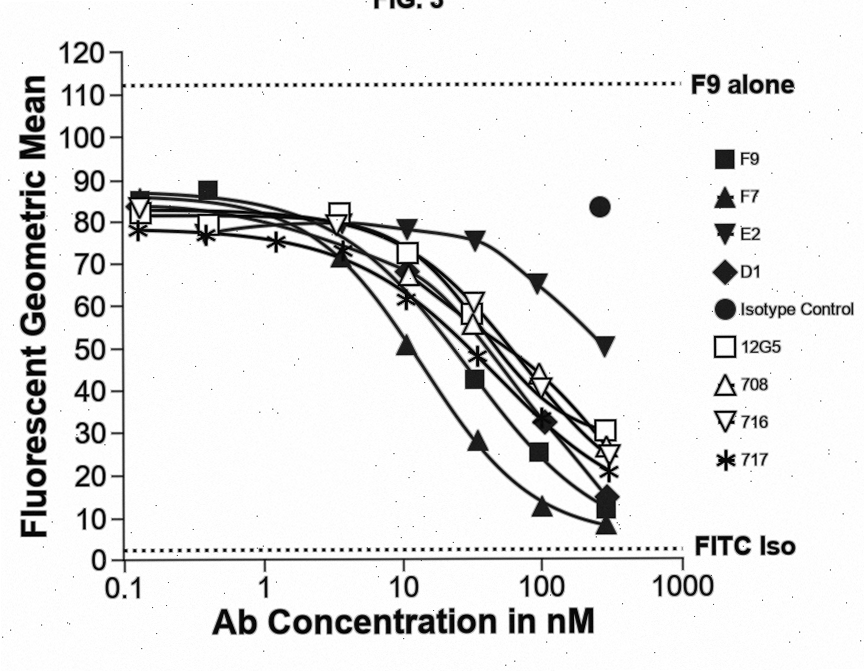 FIG. 3
Fluorescent Geometric Mean
120
110
100
90
80
70
60
50
40
30
20
10
0
0.1 1 10 100 1000
Ab Concentration in nM
F9 alone
F9
F7
E2
D1
Isotype Control
12G5
708
716
717
FITC Iso